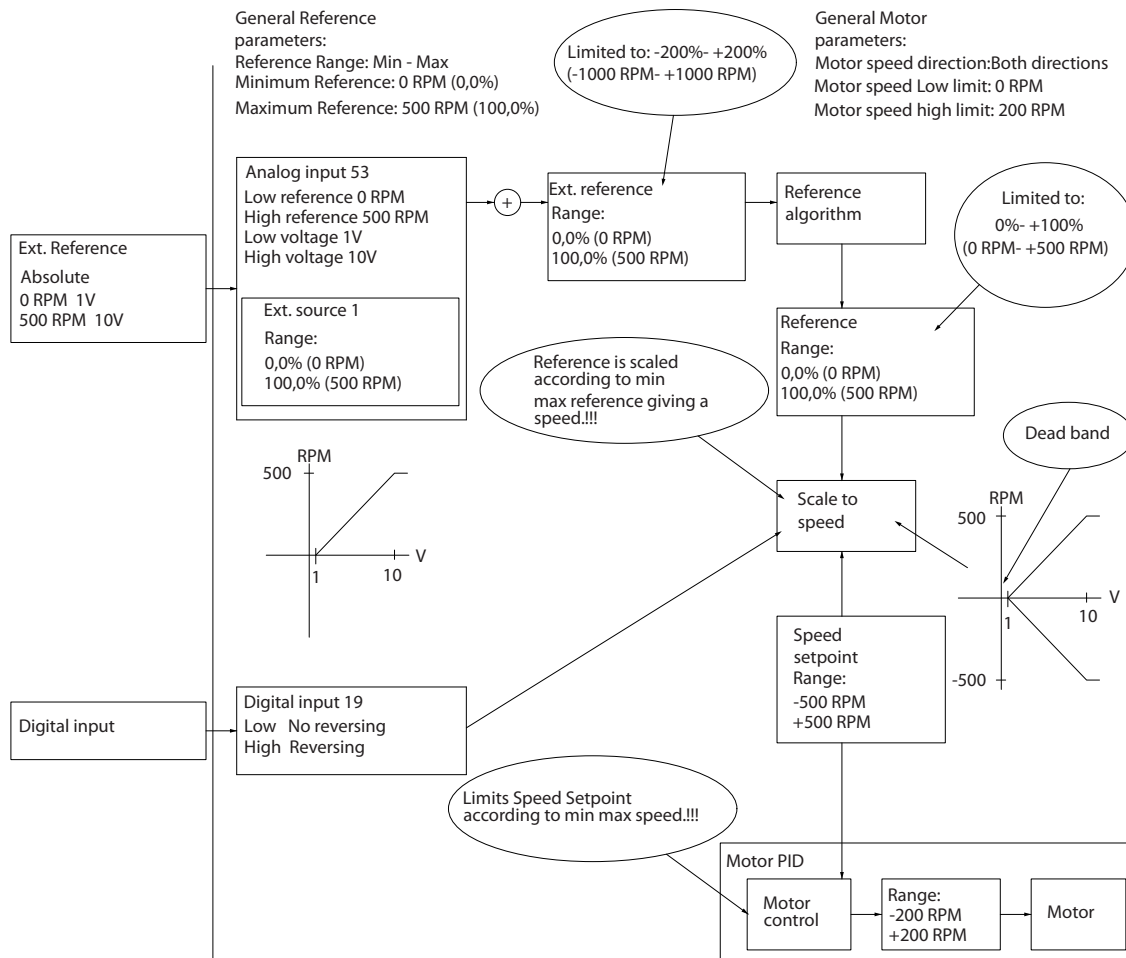 General Reference
parameters:
Reference Range: Min - Max
Minimum Reference: 0 RPM (0,0%)
Maximum Reference: 500 RPM (100,0%)
Limited to: -200%- +200%
(-1000 RPM- +1000 RPM)
General Motor
parameters:
Motor speed direction:Both directions
Motor speed Low limit: 0 RPM
Motor speed high limit: 200 RPM
Ext. Reference
Absolute
0 RPM 1V
500 RPM 10V
Analog input 53
Low reference 0 RPM
High reference 500 RPM
Low voltage 1V
High voltage 10V
Ext. source 1
Range:
0,0% (0 RPM)
100,0% (500 RPM)
+
Ext. reference
Range:
0,0% (0 RPM)
100,0% (500 RPM)
Reference
algorithm
Limited to:
0%- +100%
(0 RPM- +500 RPM)
Reference
Range:
0,0% (0 RPM)
100,0% (500 RPM)
Reference is scaled
according to min
max reference giving a
speed.!!!
Dead band
RPM
500
V
1
10
Scale to
speed
RPM
500
V
1
10
-500
Speed
setpoint
Range:
-500 RPM
+500 RPM
Digital input
Digital input 19
Low No reversing
High Reversing
Limits Speed Setpoint
according to min max speed.!!!
Motor PID
Motor
control
Range:
-200 RPM
+200 RPM
Motor